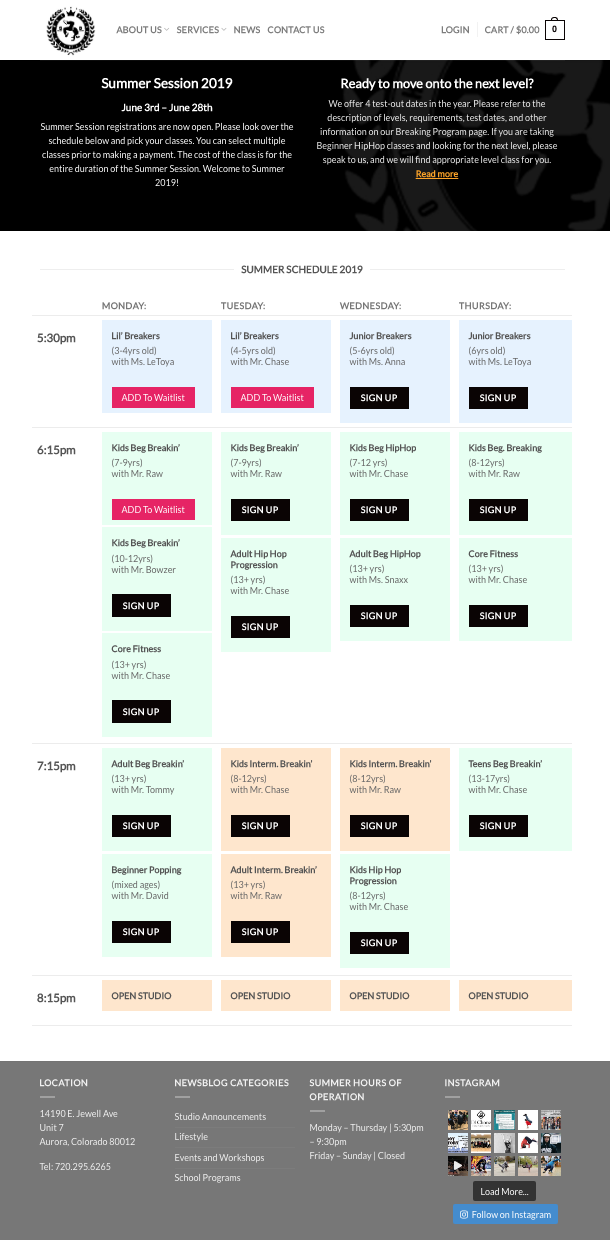 ABOUT US
SERVICES
NEWS
CONTACT US
LOGIN
CART / $0.00
0
Summer Session 2019
June 3rd – June 28th
Summer Session registrations are now open. Please look over the
schedule below and pick your classes. You can select multiple
classes prior to making a payment. The cost of the class is for the
entire duration of the Summer Session. Welcome to Summer
2019!
Ready to move onto the next level?
We offer 4 test-out dates in the year. Please refer to the
description of levels, requirements, test dates, and other
information on our Breaking Program page. If you are taking
Beginner HipHop classes and looking for the next level, please
speak to us, and we will find appropriate level class for you.
Read more
SUMMER SCHEDULE 2019
MONDAY:
TUESDAY:
WEDNESDAY:
THURSDAY:
5:30pm
Lil' Breakers
(3-4yrs old)
with Ms. LeToya
ADD To Waitlist
Lil' Breakers
(4-5yrs old)
with Mr. Chase
ADD To Waitlist
Junior Breakers
(5-6yrs old)
with Ms. Anna
SIGN UP
Junior Breakers
(6yrs old)
with Ms. LeToya
SIGN UP
6:15pm
Kids Beg Breakin'
(7-9yrs)
with Mr. Raw
ADD To Waitlist
Kids Beg Breakin'
(10-12yrs)
with Mr. Bowzer
SIGN UP
Core Fitness
(13+ yrs)
with Mr. Chase
SIGN UP
Kids Beg Breakin'
(7-9yrs)
with Mr. Raw
SIGN UP
Adult Hip Hop
Progression
(13+ yrs)
with Mr. Chase
SIGN UP
Kids Beg HipHop
(7-12 yrs)
with Mr. Chase
SIGN UP
Adult Beg HipHop
(13+ yrs)
with Ms. Snaxx
SIGN UP
Kids Beg. Breaking
(8-12yrs)
with Mr. Raw
SIGN UP
Core Fitness
(13+ yrs)
with Mr. Chase
SIGN UP
7:15pm
Adult Beg Breakin'
(13+ yrs)
with Mr. Tommy
SIGN UP
Beginner Popping
(mixed ages)
with Mr. David
SIGN UP
Kids Interm. Breakin'
(8-12yrs)
with Mr. Chase
SIGN UP
Adult Interm. Breakin'
(13+ yrs)
with Mr. Raw
SIGN UP
Kids Interm. Breakin'
(8-12yrs)
with Mr. Raw
SIGN UP
Kids Hip Hop
Progression
(8-12yrs)
with Mr. Chase
SIGN UP
Teens Beg Breakin'
(13-17yrs)
with Mr. Chase
SIGN UP
8:15pm
OPEN STUDIO
OPEN STUDIO
OPEN STUDIO
OPEN STUDIO
LOCATION
14190 E. Jewell Ave
Unit 7
Aurora, Colorado 80012
Tel: 720.295.6265
NEWSBLOG CATEGORIES
Studio Announcements
Lifestyle
Events and Workshops
School Programs
SUMMER HOURS OF
OPERATION
Monday – Thursday | 5:30pm
– 9:30pm
Friday – Sunday | Closed
INSTAGRAM
Load More...
Follow on Instagram